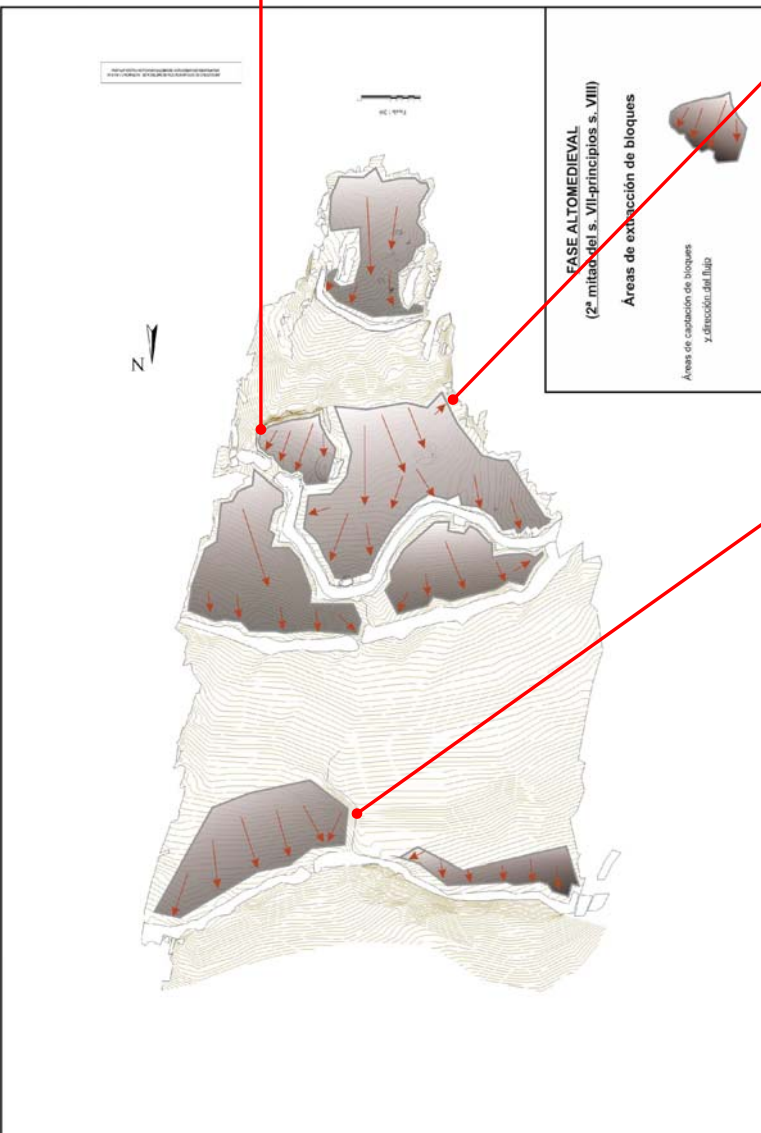 FASE ALTOMEDIEVAL
(2ª mitad del s. VII-principios s. VIII)
Áreas de extracción de bloques
Áreas de captación de bloques
y dirección del flujo
N